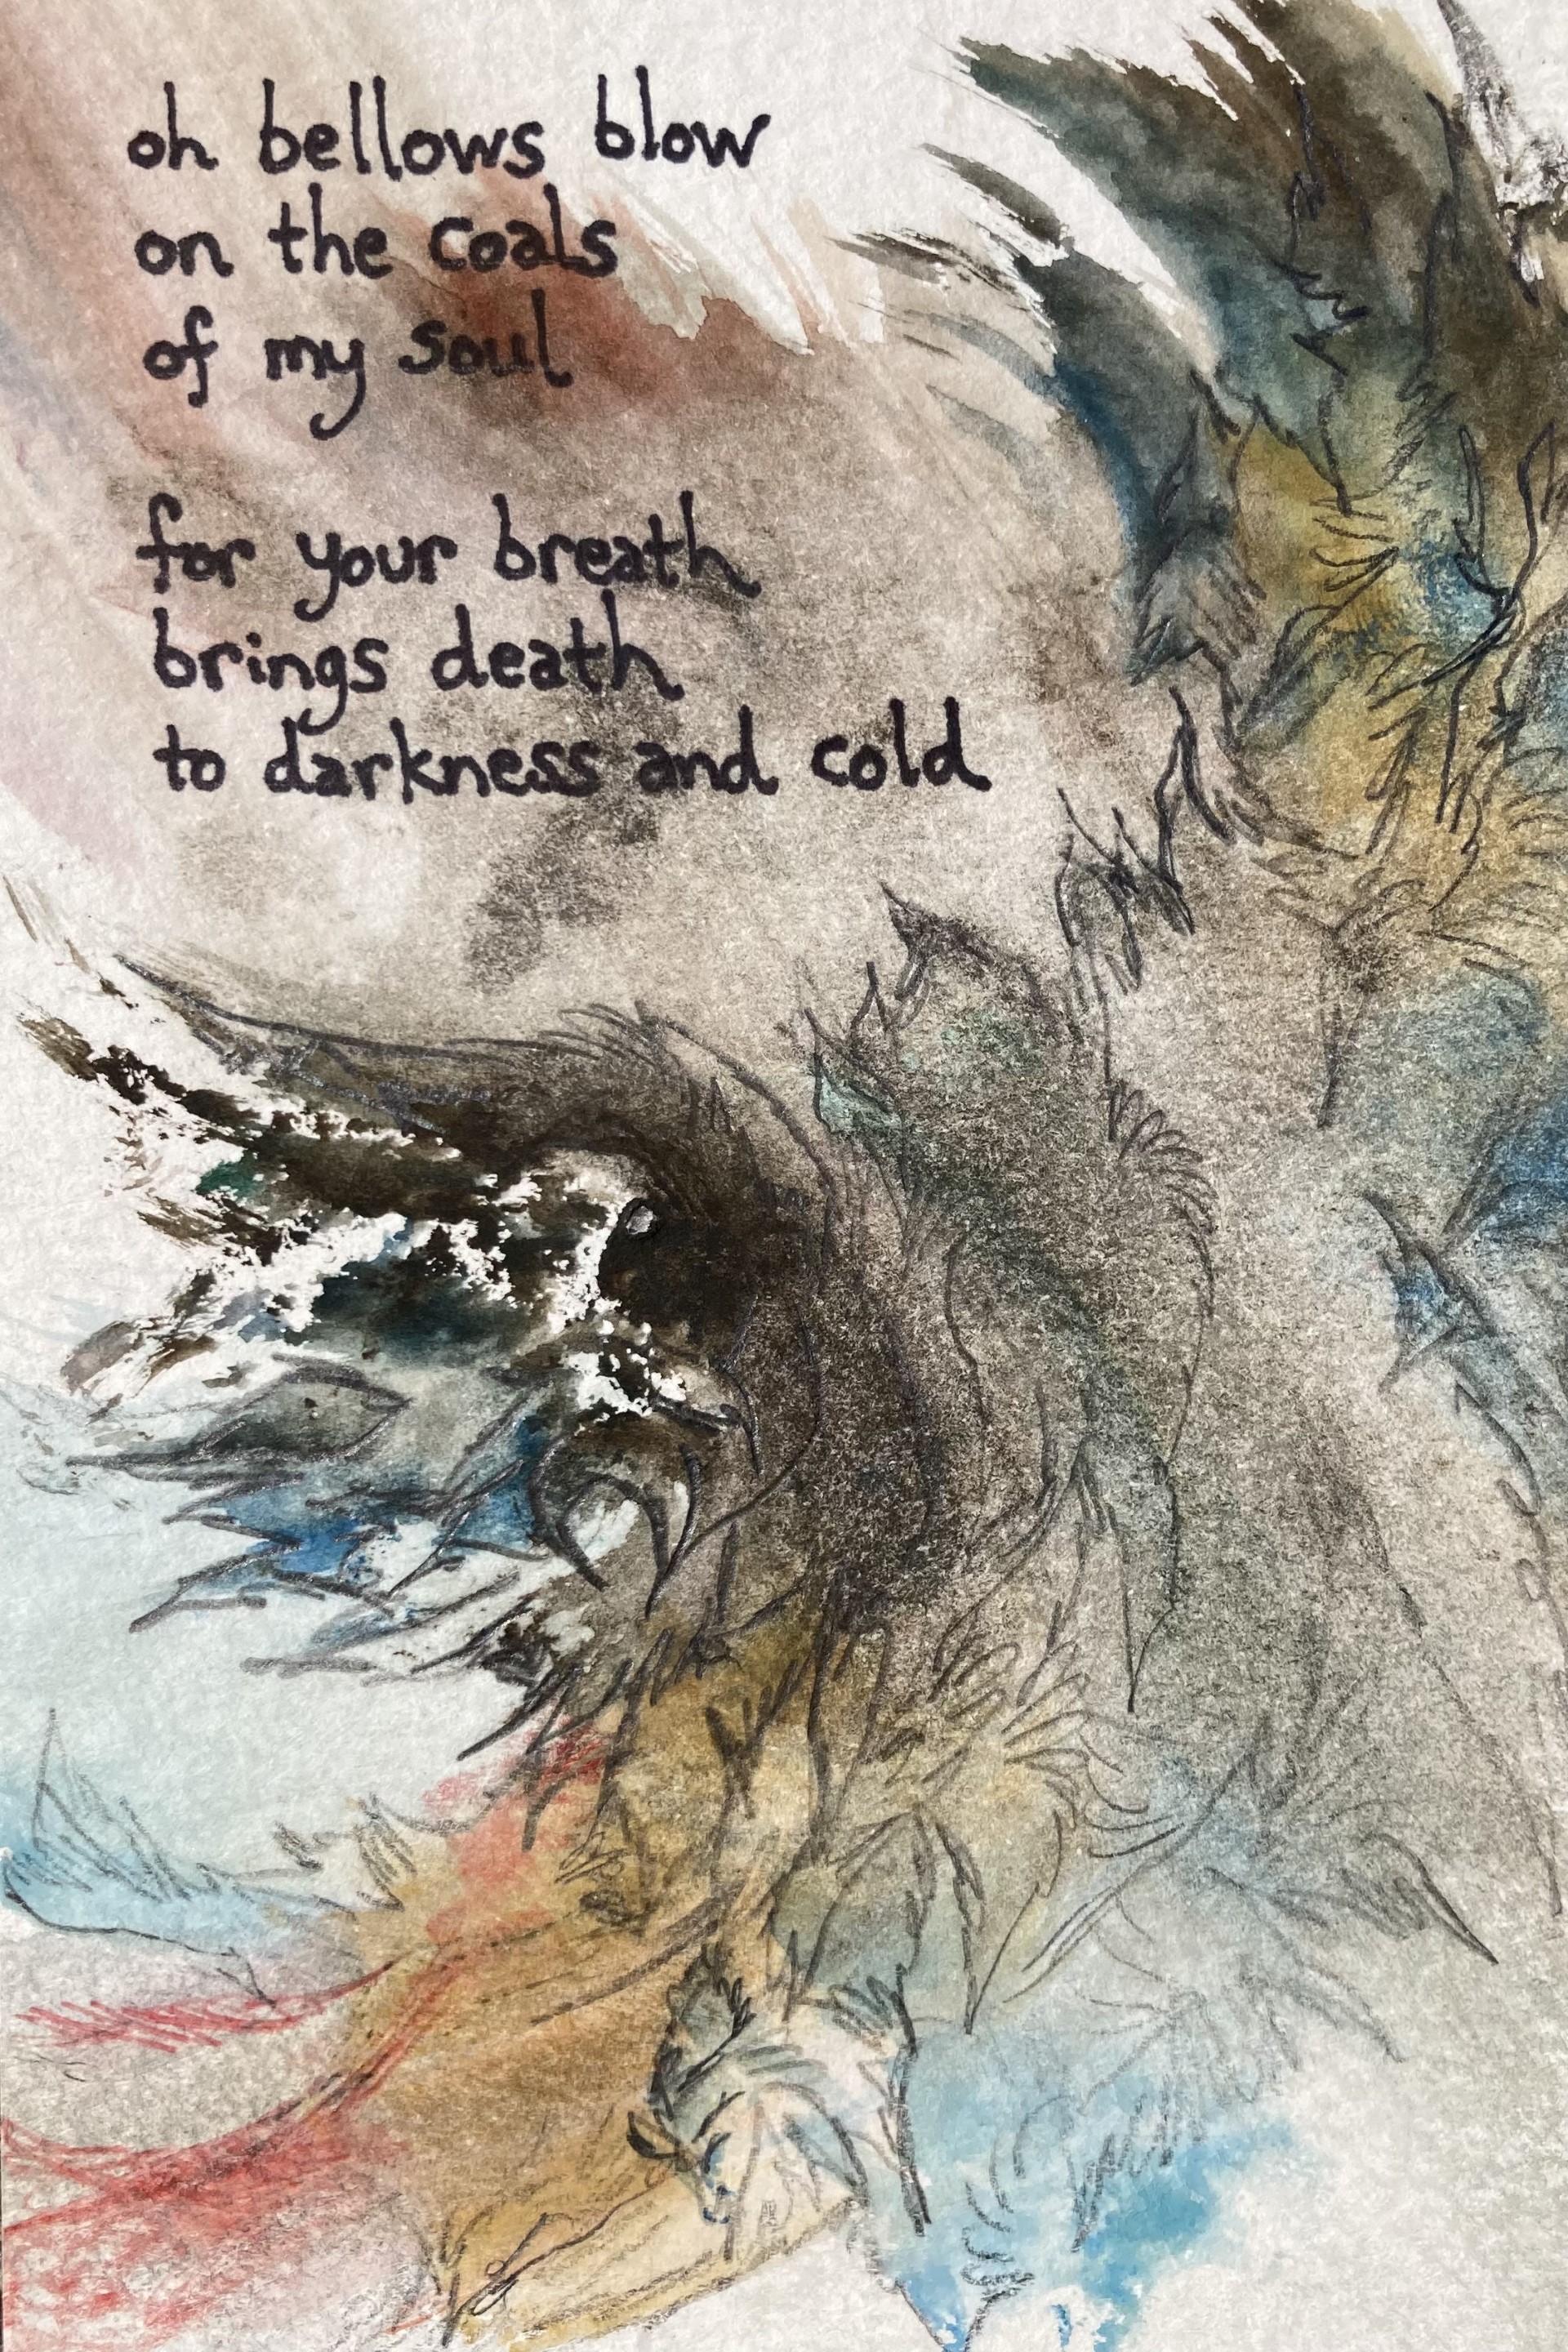 oh bellows blow
on the coals
of my soul
for your breath
brings death
to darkness and cold